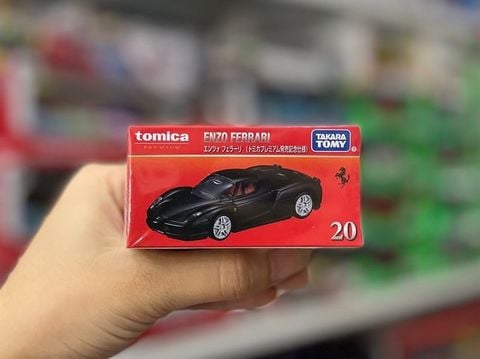 tomica
PREMIUM
ENZO FERRARI
エンツォ フェラーリ (トミカプレミアム発売記念仕様)
TAKARA
TOMY
20